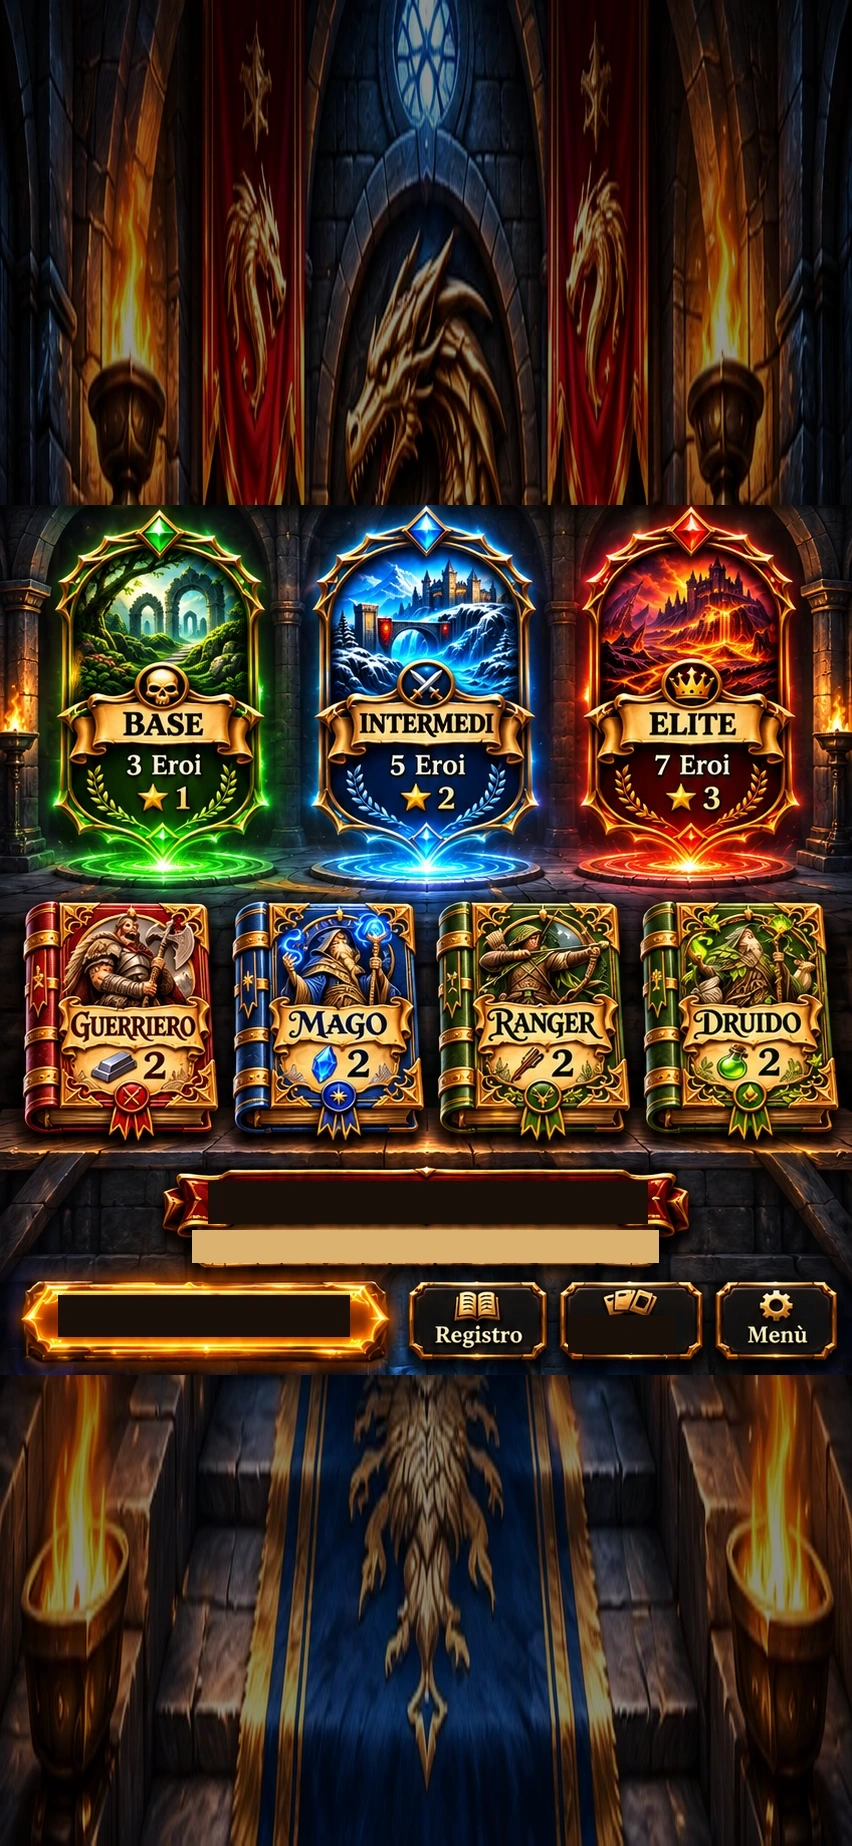 BASE
3 Eroi
1
INTERMEDI
5 Eroi
2
ELITE
7 Eroi
3
GUERRIERO
2
MAGO
2
RANGER
2
DRUIDO
2
Registro
Menù